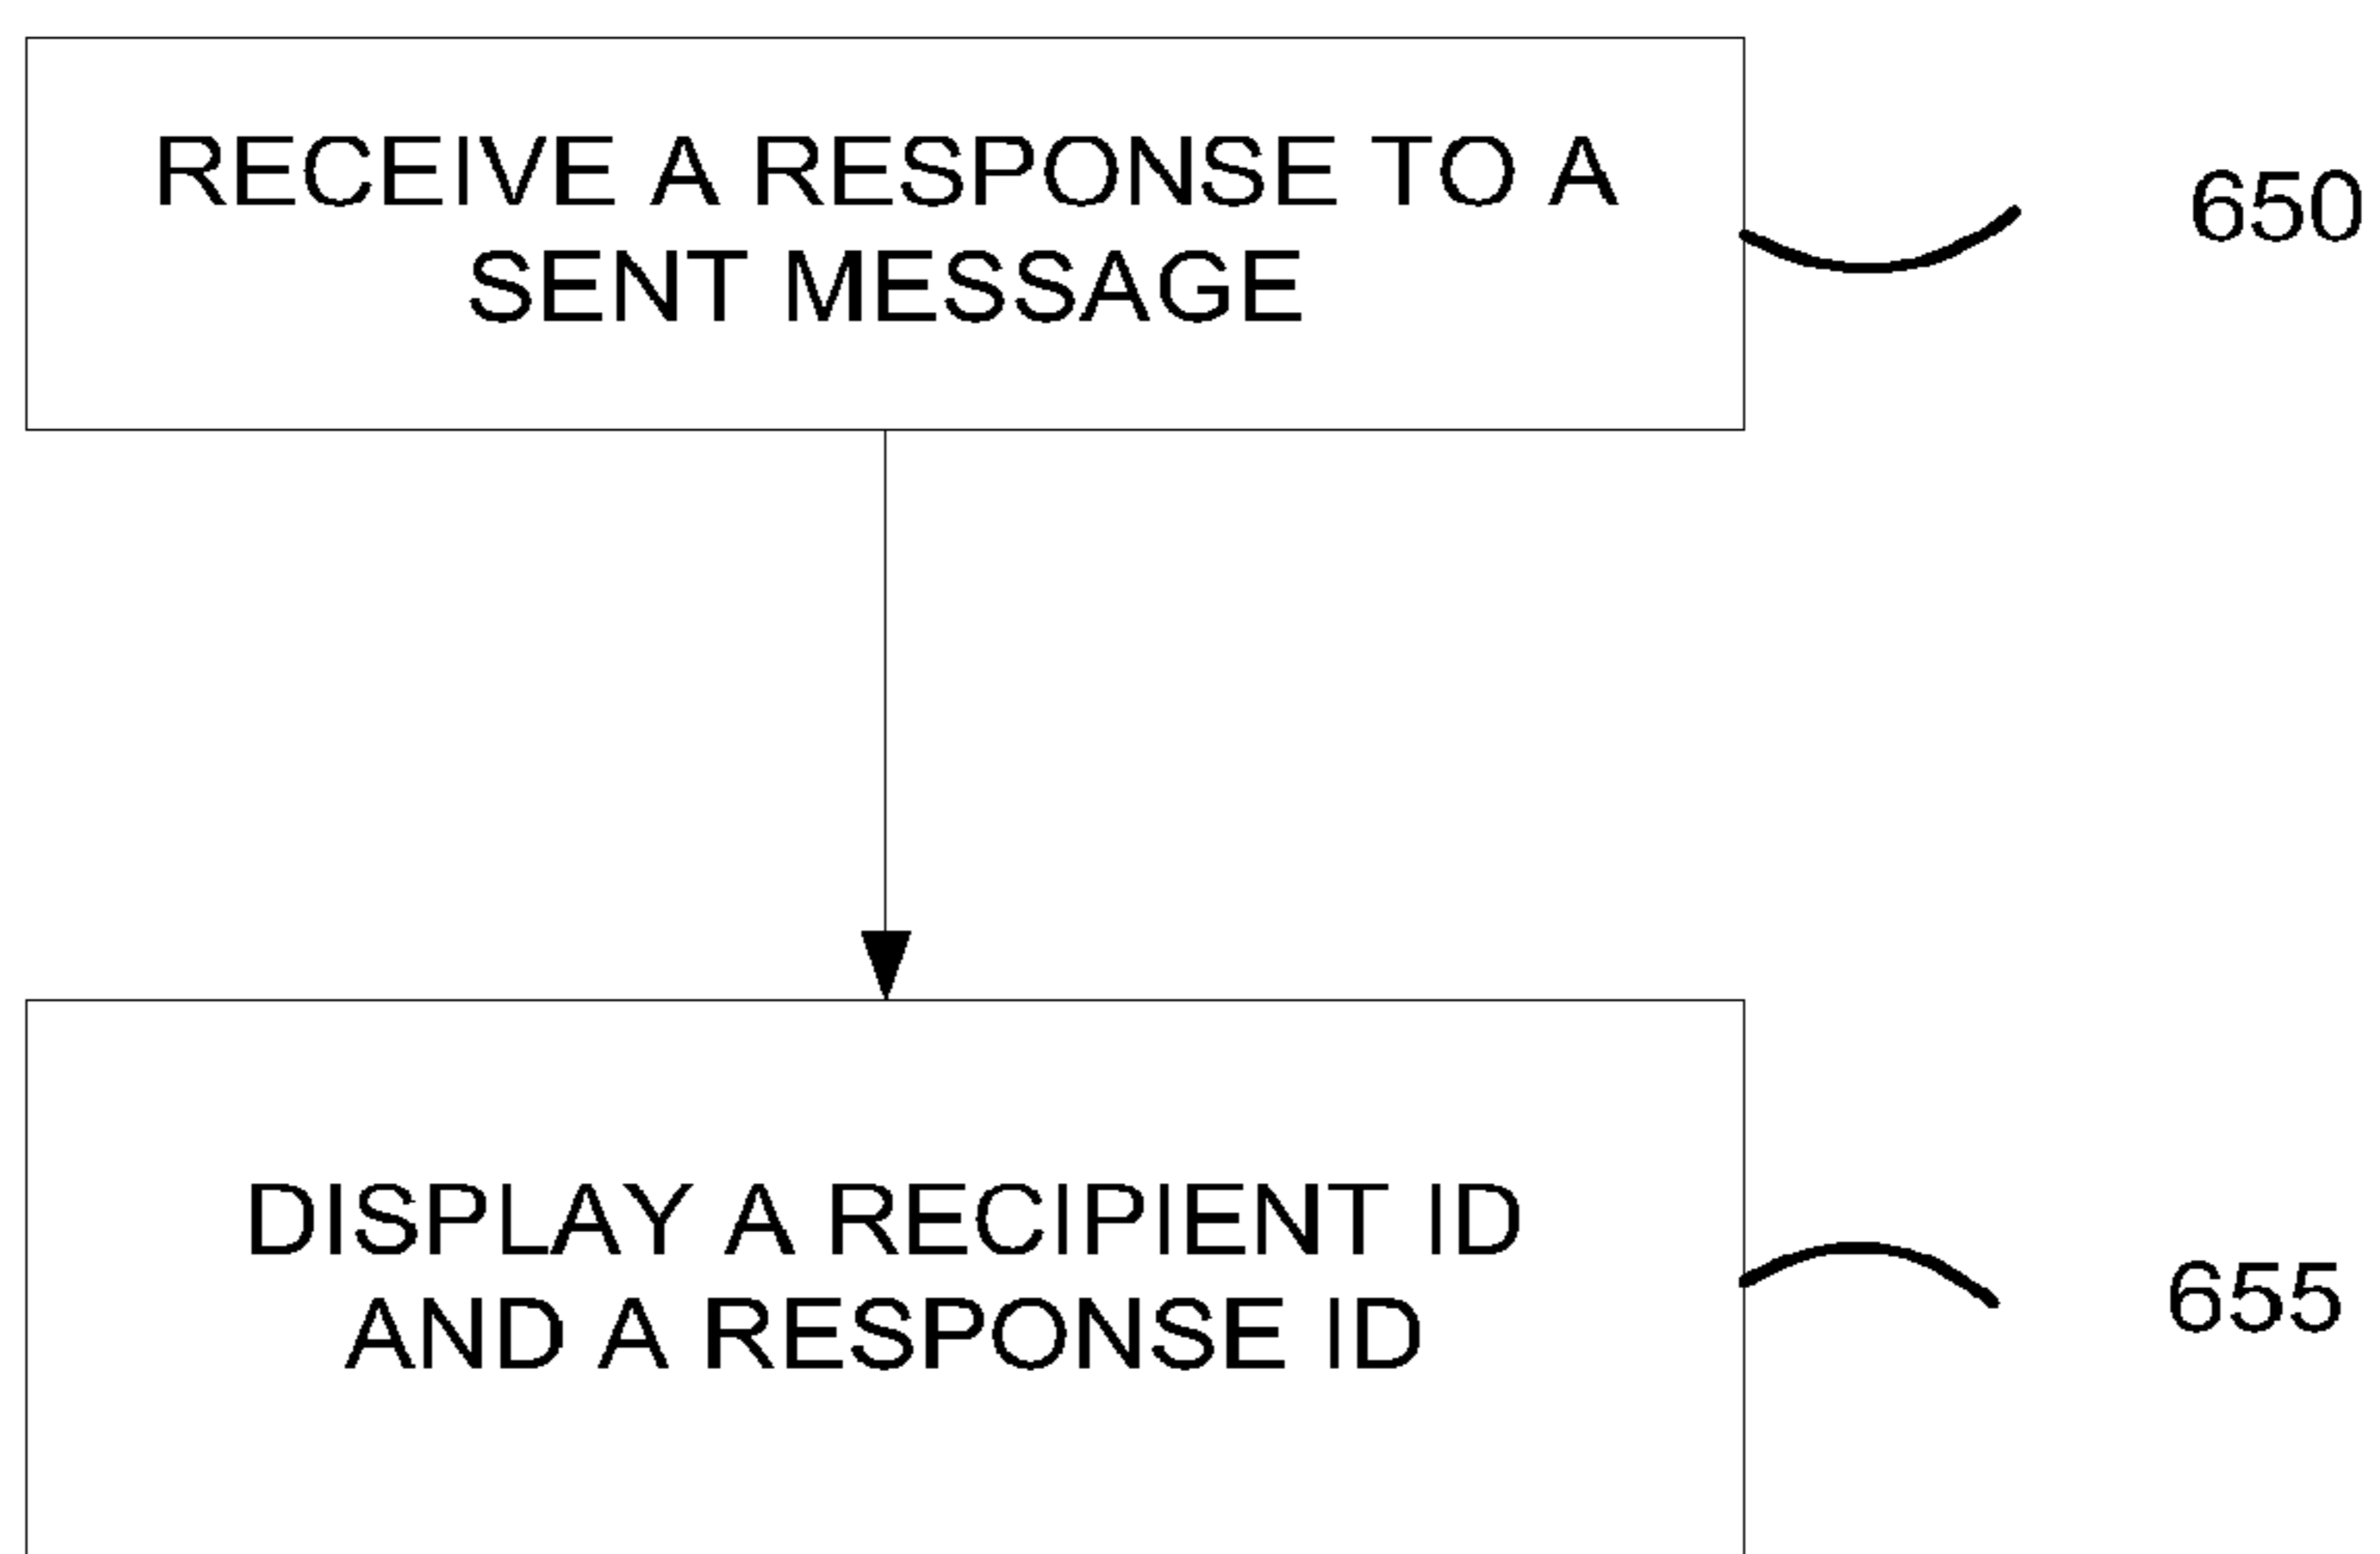 RECEIVE A RESPONSE TO A
SENT MESSAGE
650
DISPLAY A RECIPIENT ID
AND A RESPONSE ID
655